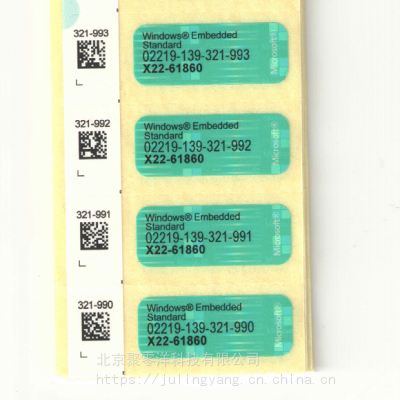 321-993
Windows® Embedded
Standard
02219-139-321-993
X22-61860
Microsoft®
321-992
Windows® Embedded
Standard
02219-139-321-992
X22-61860
Microsoft®
321-991
Windows® Embedded
Standard
02219-139-321-991
X22-61860
Microsoft®
321-990
Windows® Embedded
Standard
02219-139-321-990
X22-61860
Microsoft®
北京聚零洋科技有限公司
https://julingyang.cn.china.cn